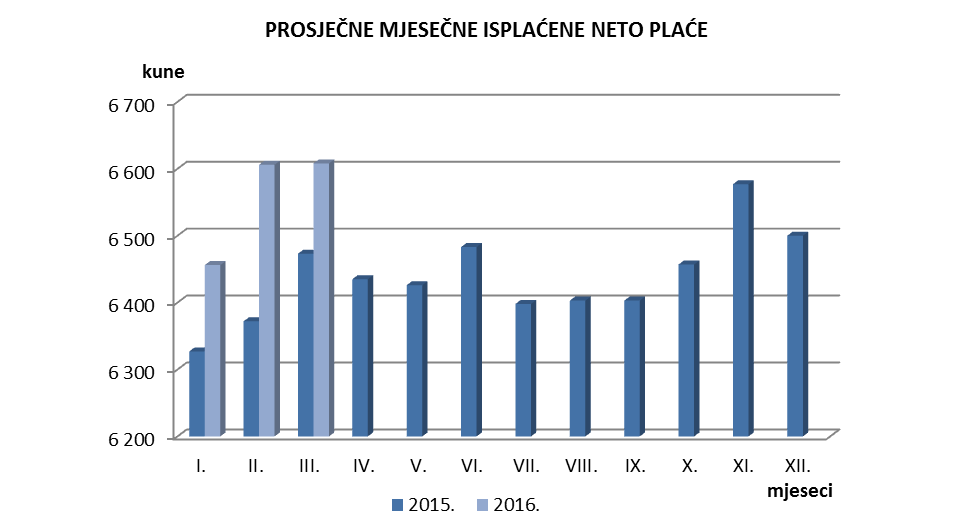 PROSJEČNE MJESEČNE ISPLAĆENE NETO PLAĆE
kune
6 700
6 600
6 500
6 400
6 300
6 200
I. II. III. IV. V. VI. VII. VIII. IX. X. XI. XII.
mjeseci
2015. 2016.